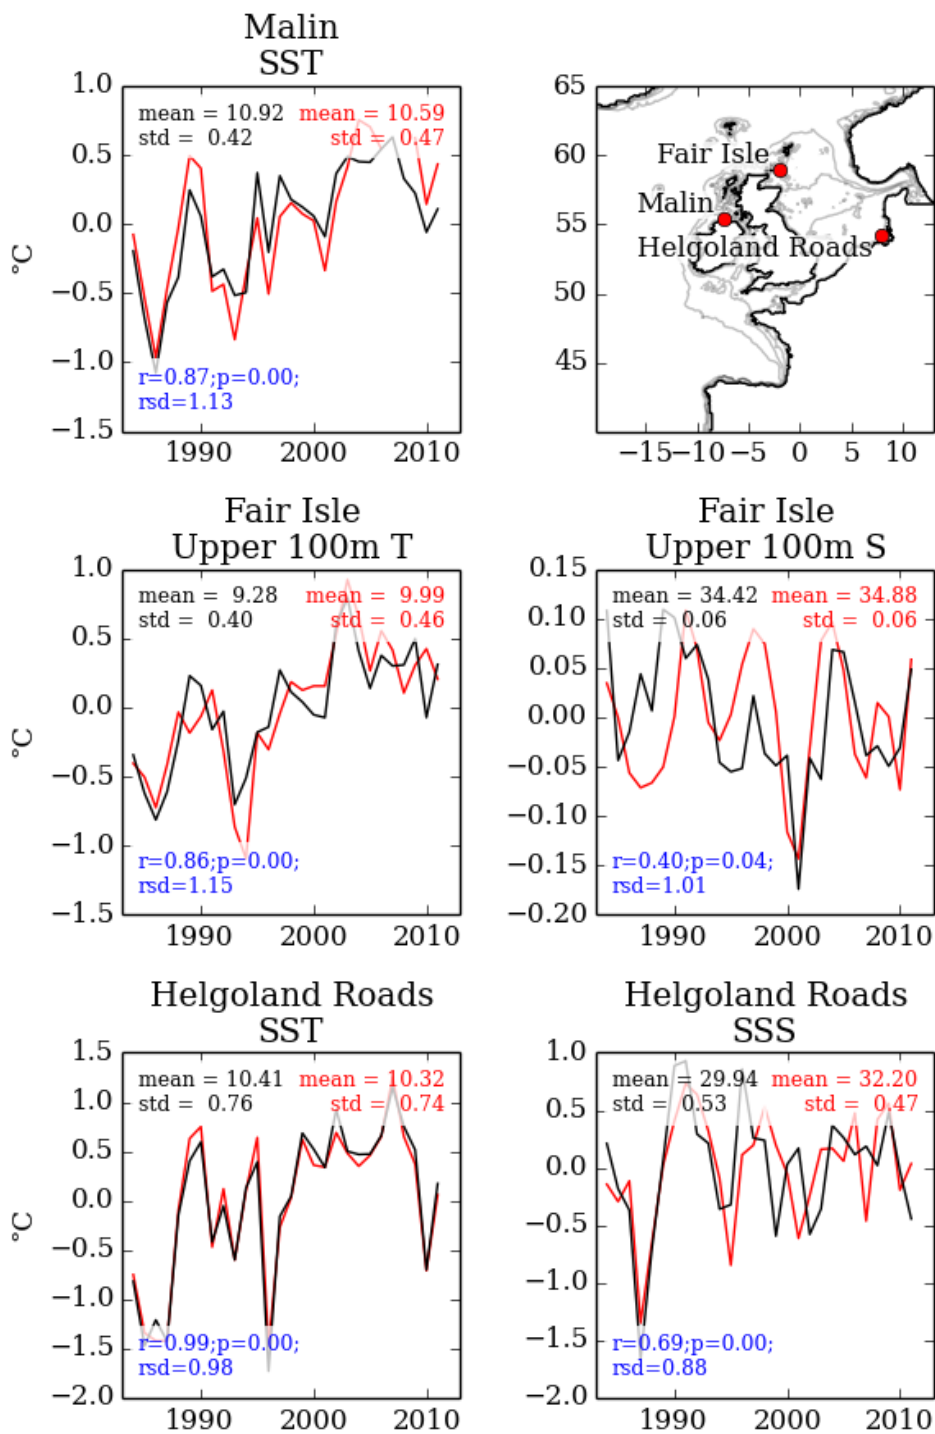 Malin
SST
1.0
0.5
0.0
−0.5
−1.0
−1.5
°C
mean = 10.92 mean = 10.59
std = 0.42 std = 0.47
r=0.87;p=0.00;
rsd=1.13
1990 2000 2010
65
60
55
50
45
Fair Isle
Malin
Helgoland Roads
−15 −10 −5 0 5 10
Fair Isle
Upper 100m T
1.0
0.5
0.0
−0.5
−1.0
−1.5
°C
mean = 9.28 mean = 9.99
std = 0.40 std = 0.46
r=0.86;p=0.00;
rsd=1.15
1990 2000 2010
Fair Isle
Upper 100m S
0.15
0.10
0.05
0.00
−0.05
−0.10
−0.15
−0.20
mean = 34.42 mean = 34.88
std = 0.06 std = 0.06
r=0.40;p=0.04;
rsd=1.01
1990 2000 2010
Helgoland Roads
SST
1.5
1.0
0.5
0.0
−0.5
−1.0
−1.5
−2.0
°C
mean = 10.41 mean = 10.32
std = 0.76 std = 0.74
r=0.99;p=0.00;
rsd=0.98
1990 2000 2010
Helgoland Roads
SSS
1.0
0.5
0.0
−0.5
−1.0
−1.5
−2.0
mean = 29.94 mean = 32.20
std = 0.53 std = 0.47
r=0.69;p=0.00;
rsd=0.88
1990 2000 2010